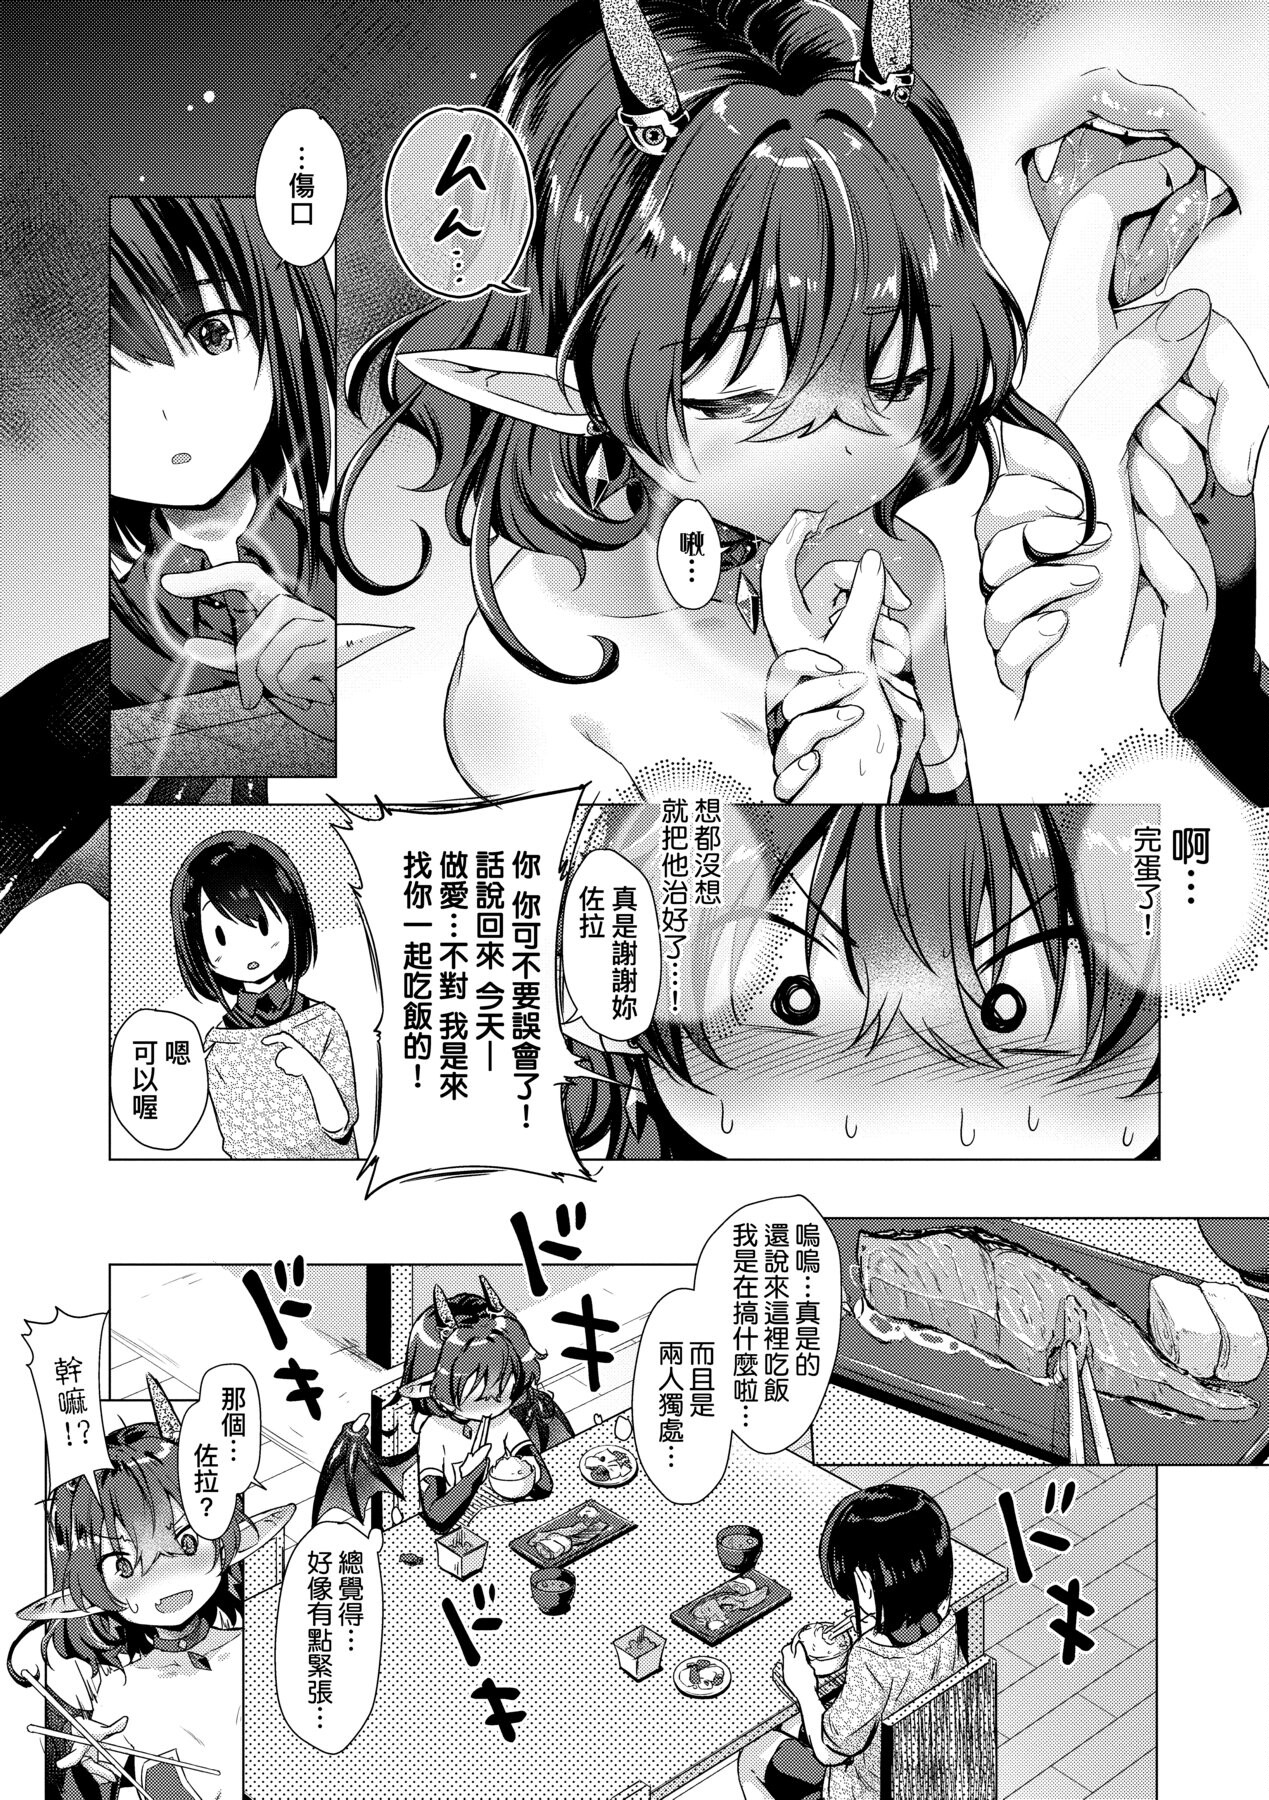 んん…
啾…
…傷口
啊…
完蛋了！
想都沒想
就把他治好了…！
真是謝謝妳
佐拉
你 你可不要誤會了！
話說回來 今天—
做愛…不對 我是來
找你一起吃飯的！
嗯
可以喔
嗚嗚…真的是
還說來這裡吃飯
我是在搞什麼啦…
而且是
兩人獨處…
ドキ
ドキ
ドキ
ドキ
總覺得…
好像有點緊張…
那個…
佐拉？
幹嘛!?